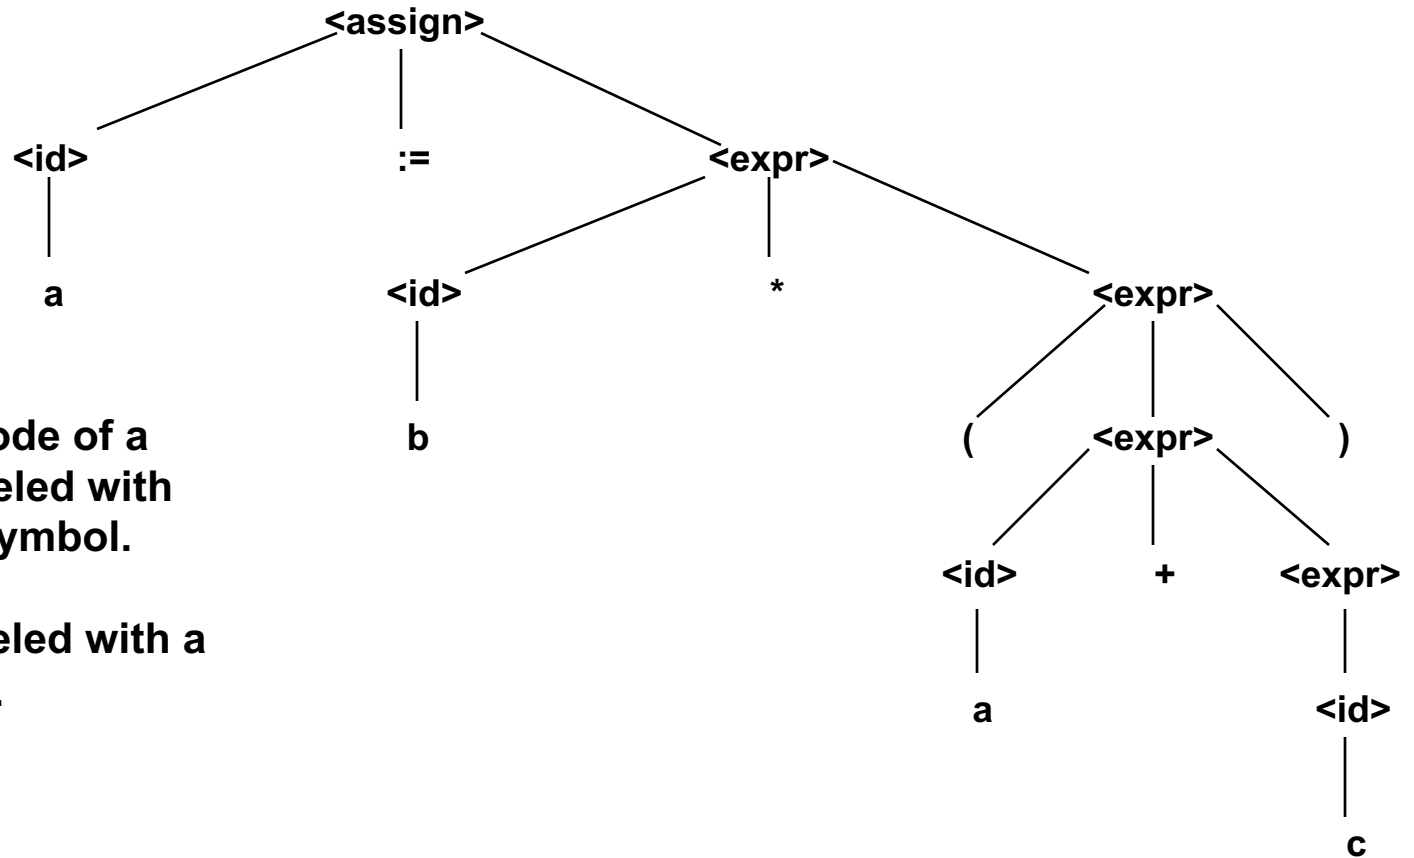 <assign>
<id> := <expr>
a <id> * <expr>
ode of a b ( <expr> )
eled with
ymbol.
<id> + <expr>
eled with a
. a <id>
c